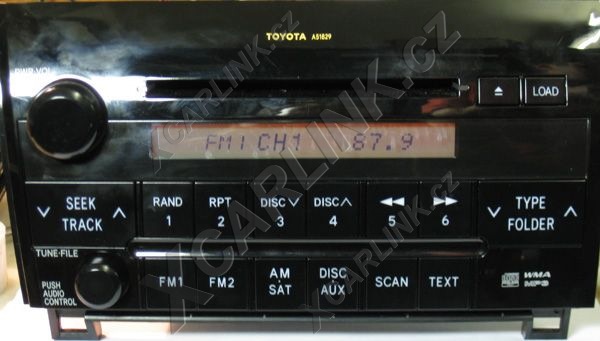 TOYOTA A51829
PWR·VOL
LOAD
FM1 CH1 87.9
SEEK TRACK
RAND 1
RPT 2
DISC 3
DISC 4
5
6
TYPE FOLDER
TUNE·FILE
PUSH AUDIO CONTROL
FM1
FM2
AM SAT
DISC AUX
SCAN
TEXT
WMA
MP3
XCARLINK.CZ
XCARLINK.CZ